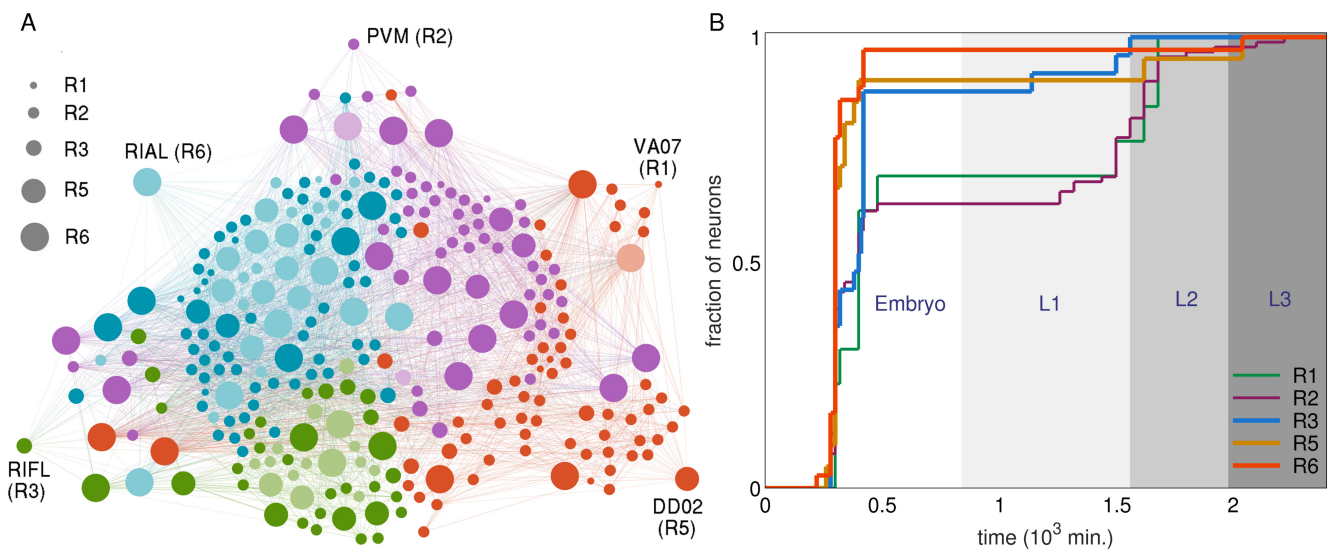 A
PVM (R2)
R1
R2
R3
R5
R6
RIAL (R6)
VA07
(R1)
RIFL
(R3)
DD02
(R5)
B
1
0.5
0
fraction of neurons
Embryo
L1
L2
L3
R1
R2
R3
R5
R6
0
0.5
1
1.5
2
time (10³ min.)